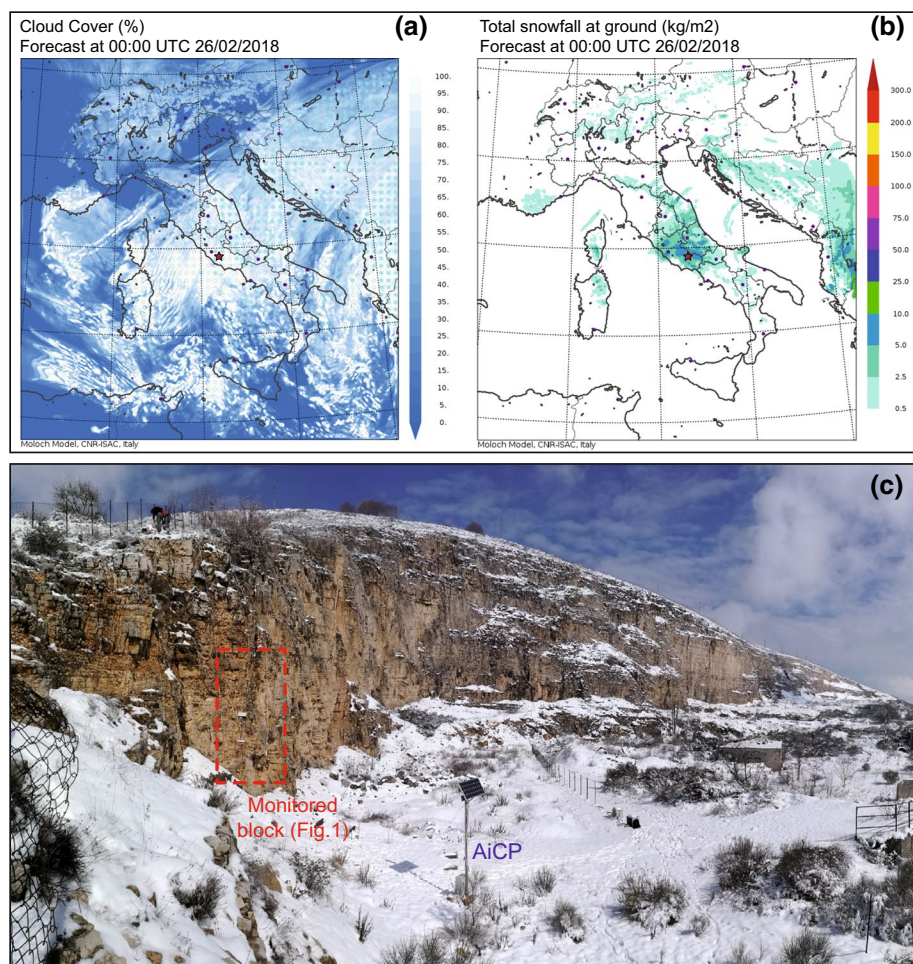 Cloud Cover (%)
Forecast at 00:00 UTC 26/02/2018
(a)
100.
95.
90.
85.
80.
75.
70.
65.
60.
55.
50.
45.
40.
35.
30.
25.
20.
15.
10.
5.
0.
Moloch Model, CNR-ISAC, Italy
Total snowfall at ground (kg/m2)
Forecast at 00:00 UTC 26/02/2018
(b)
300.0
200.0
150.0
100.0
75.0
50.0
25.0
10.0
5.0
2.5
0.5
Moloch Model, CNR-ISAC, Italy
(c)
Monitored
block (Fig.1)
AiCP